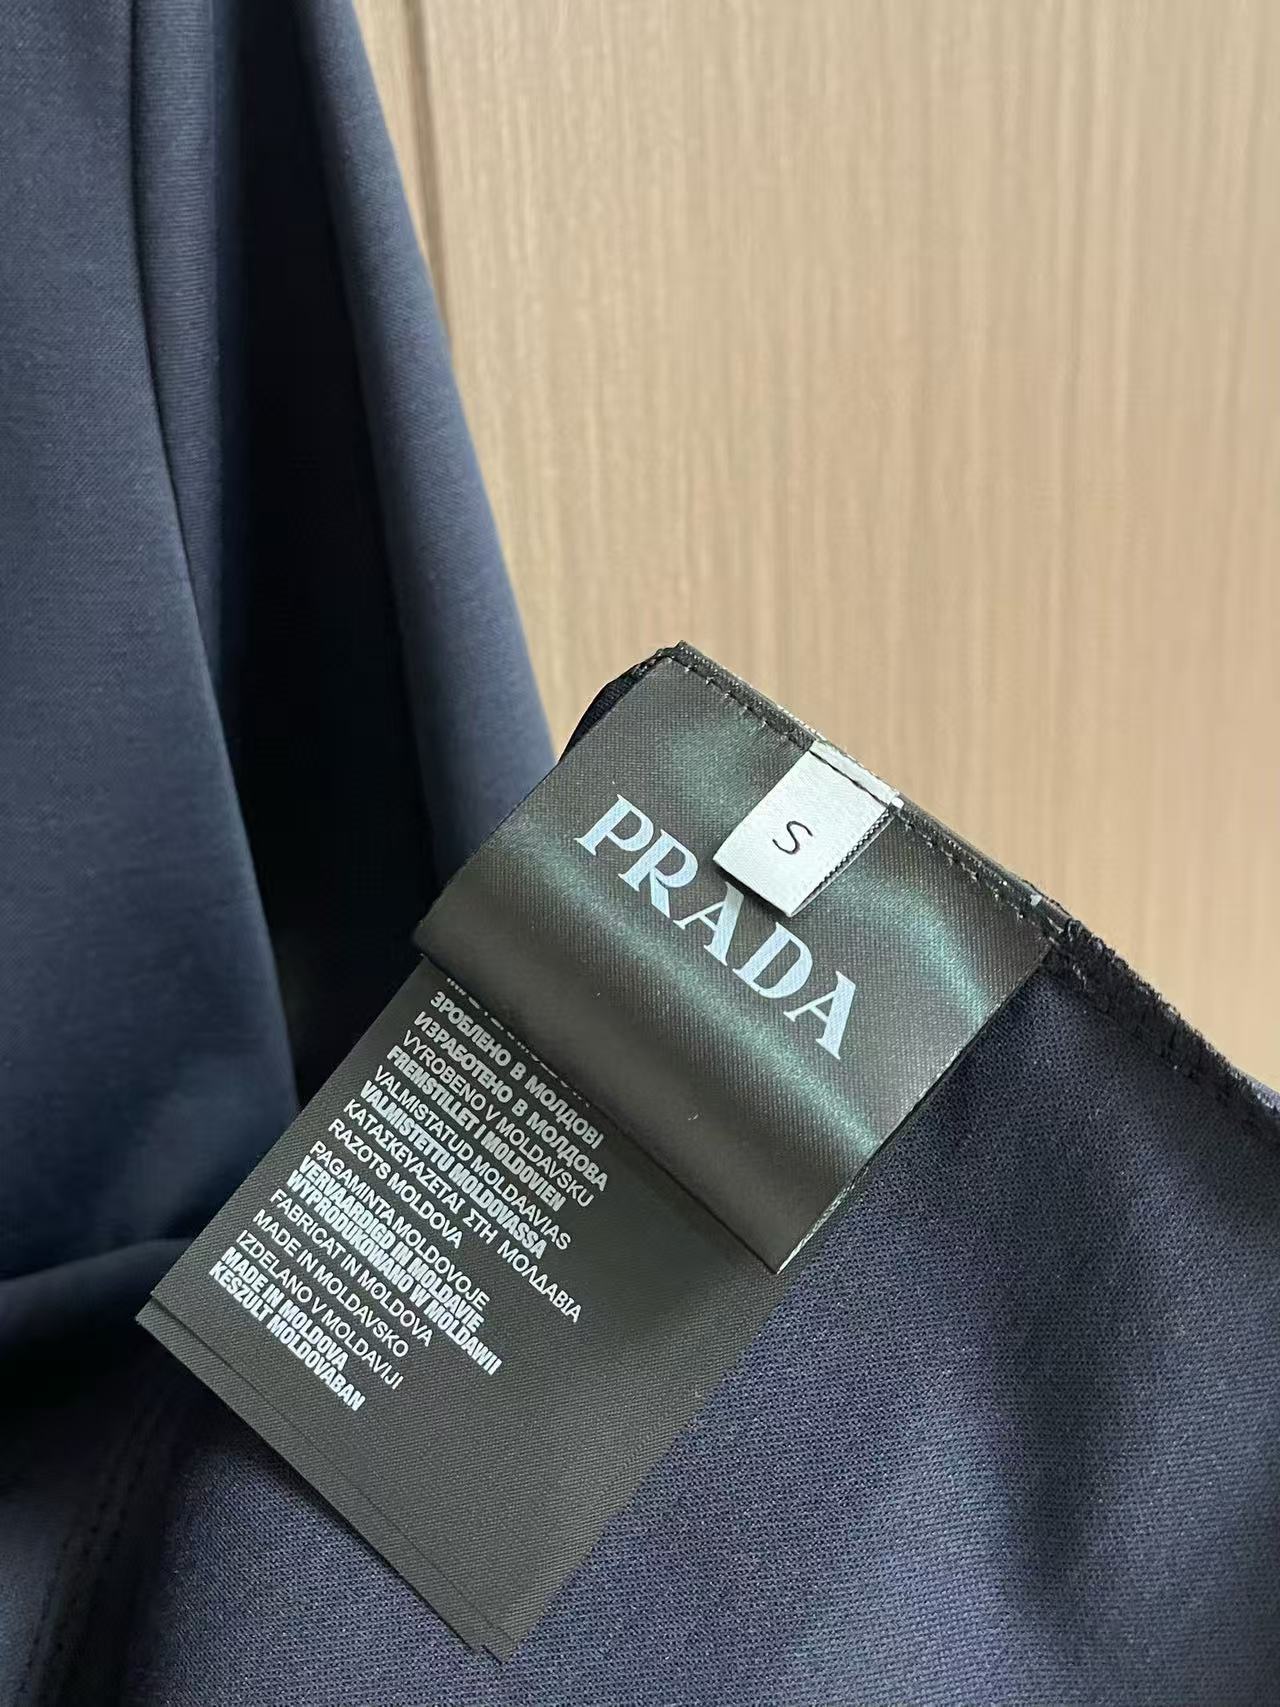 S
PRADA
ЗРОБЛЕНО В МОЛДОВІ
ИЗРАБОТЕНО В МОЛДОВА
VYROBENO V MOLDAVSKU
FREMSTILLET I MOLDOVIEN
VALMISTATUD MOLDAAVIAS
VALMISTETTU MOLDOVASSA
ΚΑΤΑΣΚΕΥΑΖΕΤΑΙ ΣΤΗ ΜΟΛΔΑΒΙΑ
RAZOTS MOLDOVA
PAGAMINTA MOLDOVOJE
VERVAARDIGD IN MOLDAVIE
WYPRODUKOWANO W MOLDAWII
FABRICAT IN MOLDOVA
MADE IN MOLDAVSKO
IZDELANO V MOLDAVIJI
MADE IN MOLDOVA
KESZULT MOLDOVABAN